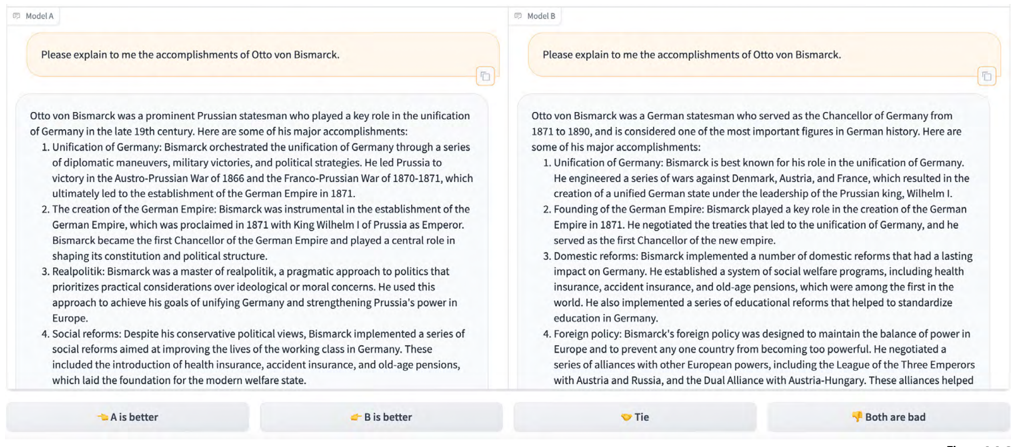 Model A
Please explain to me the accomplishments of Otto von Bismarck.
Otto von Bismarck was a prominent Prussian statesman who played a key role in the unification
of Germany in the late 19th century. Here are some of his major accomplishments:
1. Unification of Germany: Bismarck orchestrated the unification of Germany through a series
of diplomatic maneuvers, military victories, and political strategies. He led Prussia to
victory in the Austro-Prussian War of 1866 and the Franco-Prussian War of 1870-1871, which
ultimately led to the establishment of the German Empire in 1871.
2. The creation of the German Empire: Bismarck was instrumental in the establishment of the
German Empire, which was proclaimed in 1871 with King Wilhelm I of Prussia as Emperor.
Bismarck became the first Chancellor of the German Empire and played a central role in
shaping its constitution and political structure.
3. Realpolitik: Bismarck was a master of realpolitik, a pragmatic approach to politics that
prioritizes practical considerations over ideological or moral concerns. He used this
approach to achieve his goals of unifying Germany and strengthening Prussia's power in
Europe.
4. Social reforms: Despite his conservative political views, Bismarck implemented a series of
social reforms aimed at improving the lives of the working class in Germany. These
included the introduction of health insurance, accident insurance, and old-age pensions,
which laid the foundation for the modern welfare state.
Model B
Please explain to me the accomplishments of Otto von Bismarck.
Otto von Bismarck was a German statesman who served as the Chancellor of Germany from
1871 to 1890, and is considered one of the most important figures in German history. Here are
some of his major accomplishments:
1. Unification of Germany: Bismarck is best known for his role in the unification of Germany.
He engineered a series of wars against Denmark, Austria, and France, which resulted in the
creation of a unified German state under the leadership of the Prussian king, Wilhelm I.
2. Founding of the German Empire: Bismarck played a key role in the creation of the German
Empire in 1871. He negotiated the treaties that led to the unification of Germany, and he
served as the first Chancellor of the new empire.
3. Domestic reforms: Bismarck implemented a number of domestic reforms that had a lasting
impact on Germany. He established a system of social welfare programs, including health
insurance, accident insurance, and old-age pensions, which were among the first in the
world. He also implemented a series of educational reforms that helped to standardize
education in Germany.
4. Foreign policy: Bismarck's foreign policy was designed to maintain the balance of power in
Europe and to prevent any one country from becoming too powerful. He negotiated a
series of alliances with other European powers, including the League of the Three Emperors
with Austria and Russia, and the Dual Alliance with Austria-Hungary. These alliances helped
👈 A is better
👉 B is better
🤝 Tie
👎 Both are bad